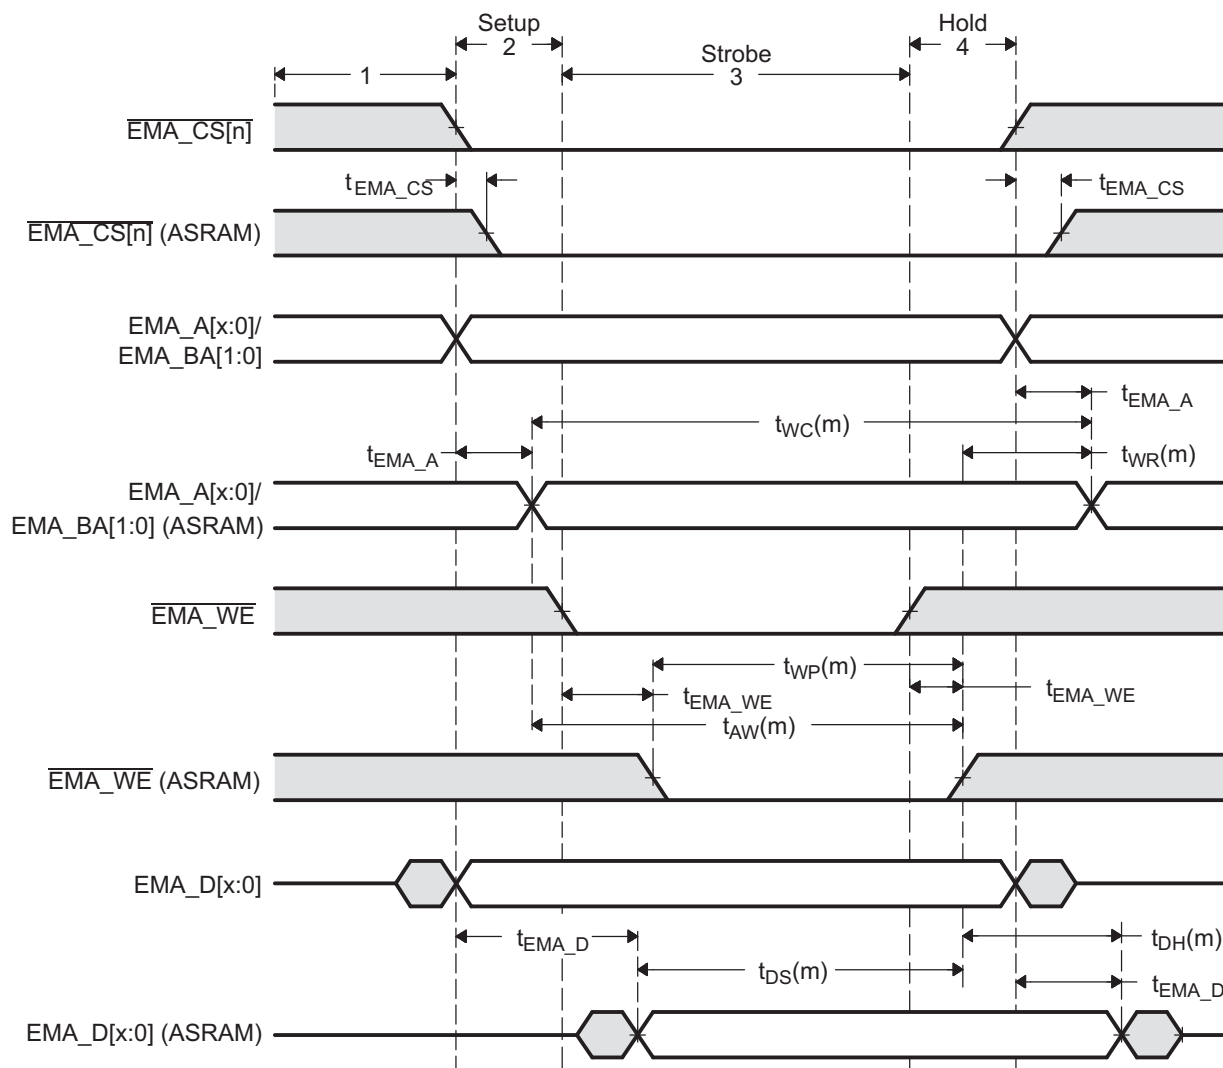 Setup
2
Hold
4
Strobe
3
1
EMA_CS[n]
tEMA_CS
tEMA_CS
EMA_CS[n] (ASRAM)
EMA_A[x:0]/
EMA_BA[1:0]
tEMA_A
tWC(m)
tEMA_A
tWR(m)
EMA_A[x:0]/
EMA_BA[1:0] (ASRAM)
EMA_WE
tWP(m)
tEMA_WE
tEMA_WE
tAW(m)
EMA_WE (ASRAM)
EMA_D[x:0]
tEMA_D
tDH(m)
tDS(m)
tEMA_D
EMA_D[x:0] (ASRAM)